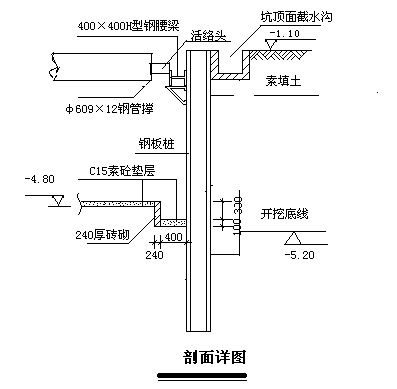 400×400H型钢腰梁
活络头
坑顶面截水沟
-1.10
素填土
φ609×12钢管撑
钢板桩
C15素砼垫层
-4.80
300
100
开挖底线
240厚砖砌
400
240
-5.20
剖面详图